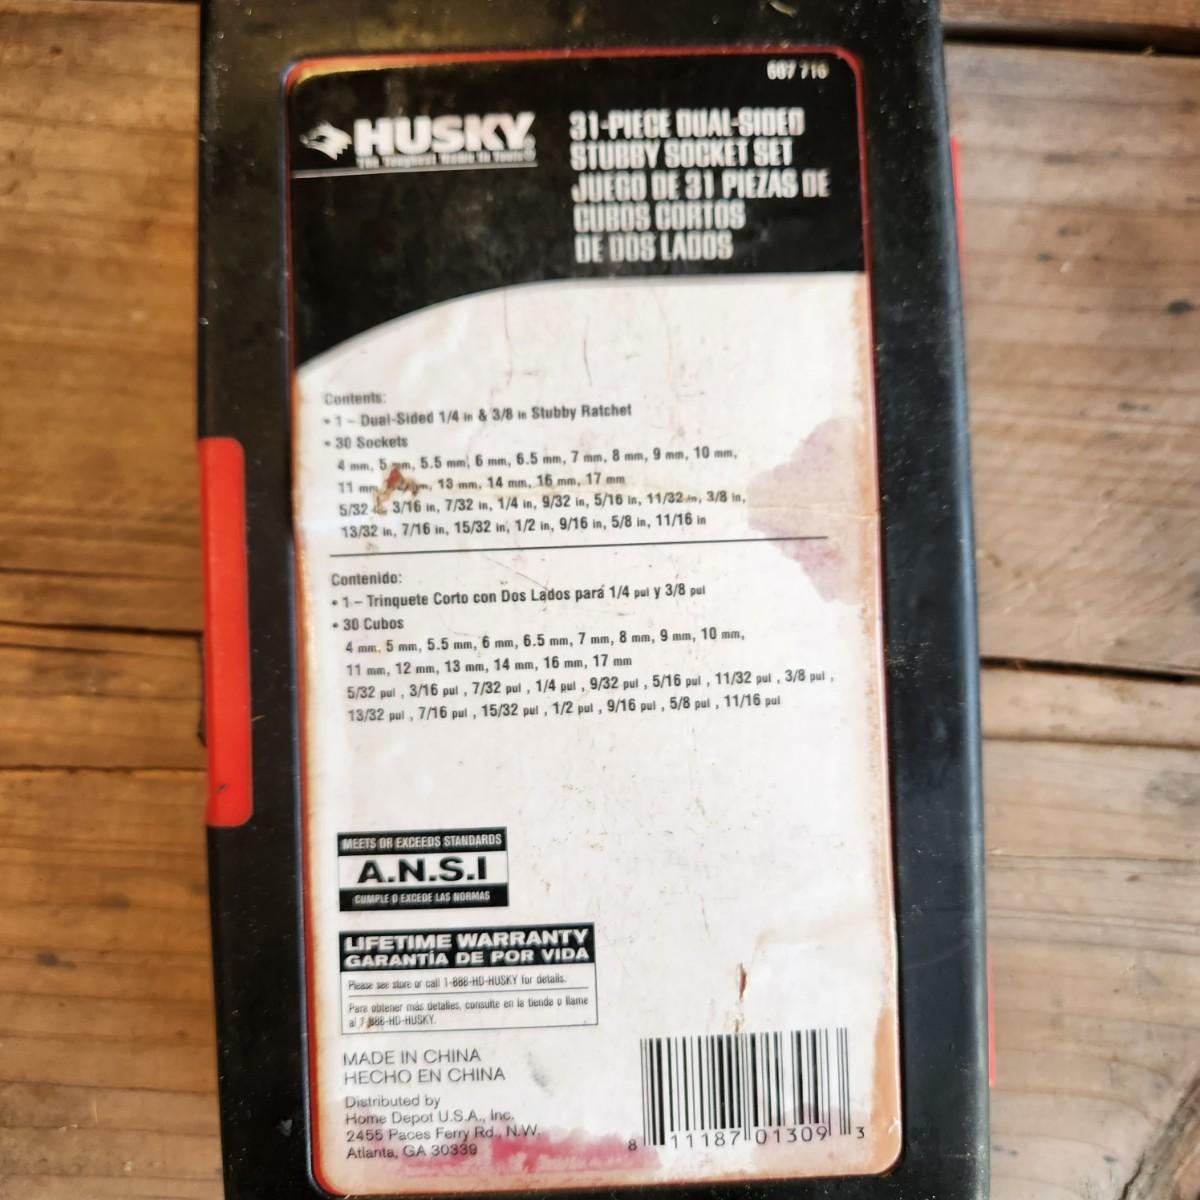 607 716
HUSKY
The Toughest Name In Tools
31-PIECE DUAL-SIDED
STUBBY SOCKET SET
JUEGO DE 31 PIEZAS DE
CUBOS CORTOS
DE DOS LADOS
Contents:
• 1 – Dual-Sided 1/4 in & 3/8 in Stubby Ratchet
• 30 Sockets
4 mm, 5 mm, 5.5 mm, 6 mm, 6.5 mm, 7 mm, 8 mm, 9 mm, 10 mm,
11 mm, 12 mm, 13 mm, 14 mm, 16 mm, 17 mm
5/32 in, 3/16 in, 7/32 in, 1/4 in, 9/32 in, 5/16 in, 11/32 in, 3/8 in,
13/32 in, 7/16 in, 15/32 in, 1/2 in, 9/16 in, 5/8 in, 11/16 in
Contenido:
• 1 – Trinquete Corto con Dos Lados para 1/4 pul y 3/8 pul
• 30 Cubos
4 mm, 5 mm, 5.5 mm, 6 mm, 6.5 mm, 7 mm, 8 mm, 9 mm, 10 mm,
11 mm, 12 mm, 13 mm, 14 mm, 16 mm, 17 mm
5/32 pul , 3/16 pul , 7/32 pul , 1/4 pul , 9/32 pul , 5/16 pul , 11/32 pul , 3/8 pul ,
13/32 pul , 7/16 pul , 15/32 pul , 1/2 pul , 9/16 pul , 5/8 pul , 11/16 pul
MEETS OR EXCEEDS STANDARDS
A.N.S.I
CUMPLE O EXCEDE LAS NORMAS
LIFETIME WARRANTY
GARANTÍA DE POR VIDA
Please see store or call 1-888-HD-HUSKY for details.
Para obtener más detalles, consulte en la tienda o llame
al 1-888-HD-HUSKY.
MADE IN CHINA
HECHO EN CHINA
Distributed by
Home Depot U.S.A., Inc.
2455 Paces Ferry Rd., N.W.
Atlanta, GA 30339
8 11187 01309 3